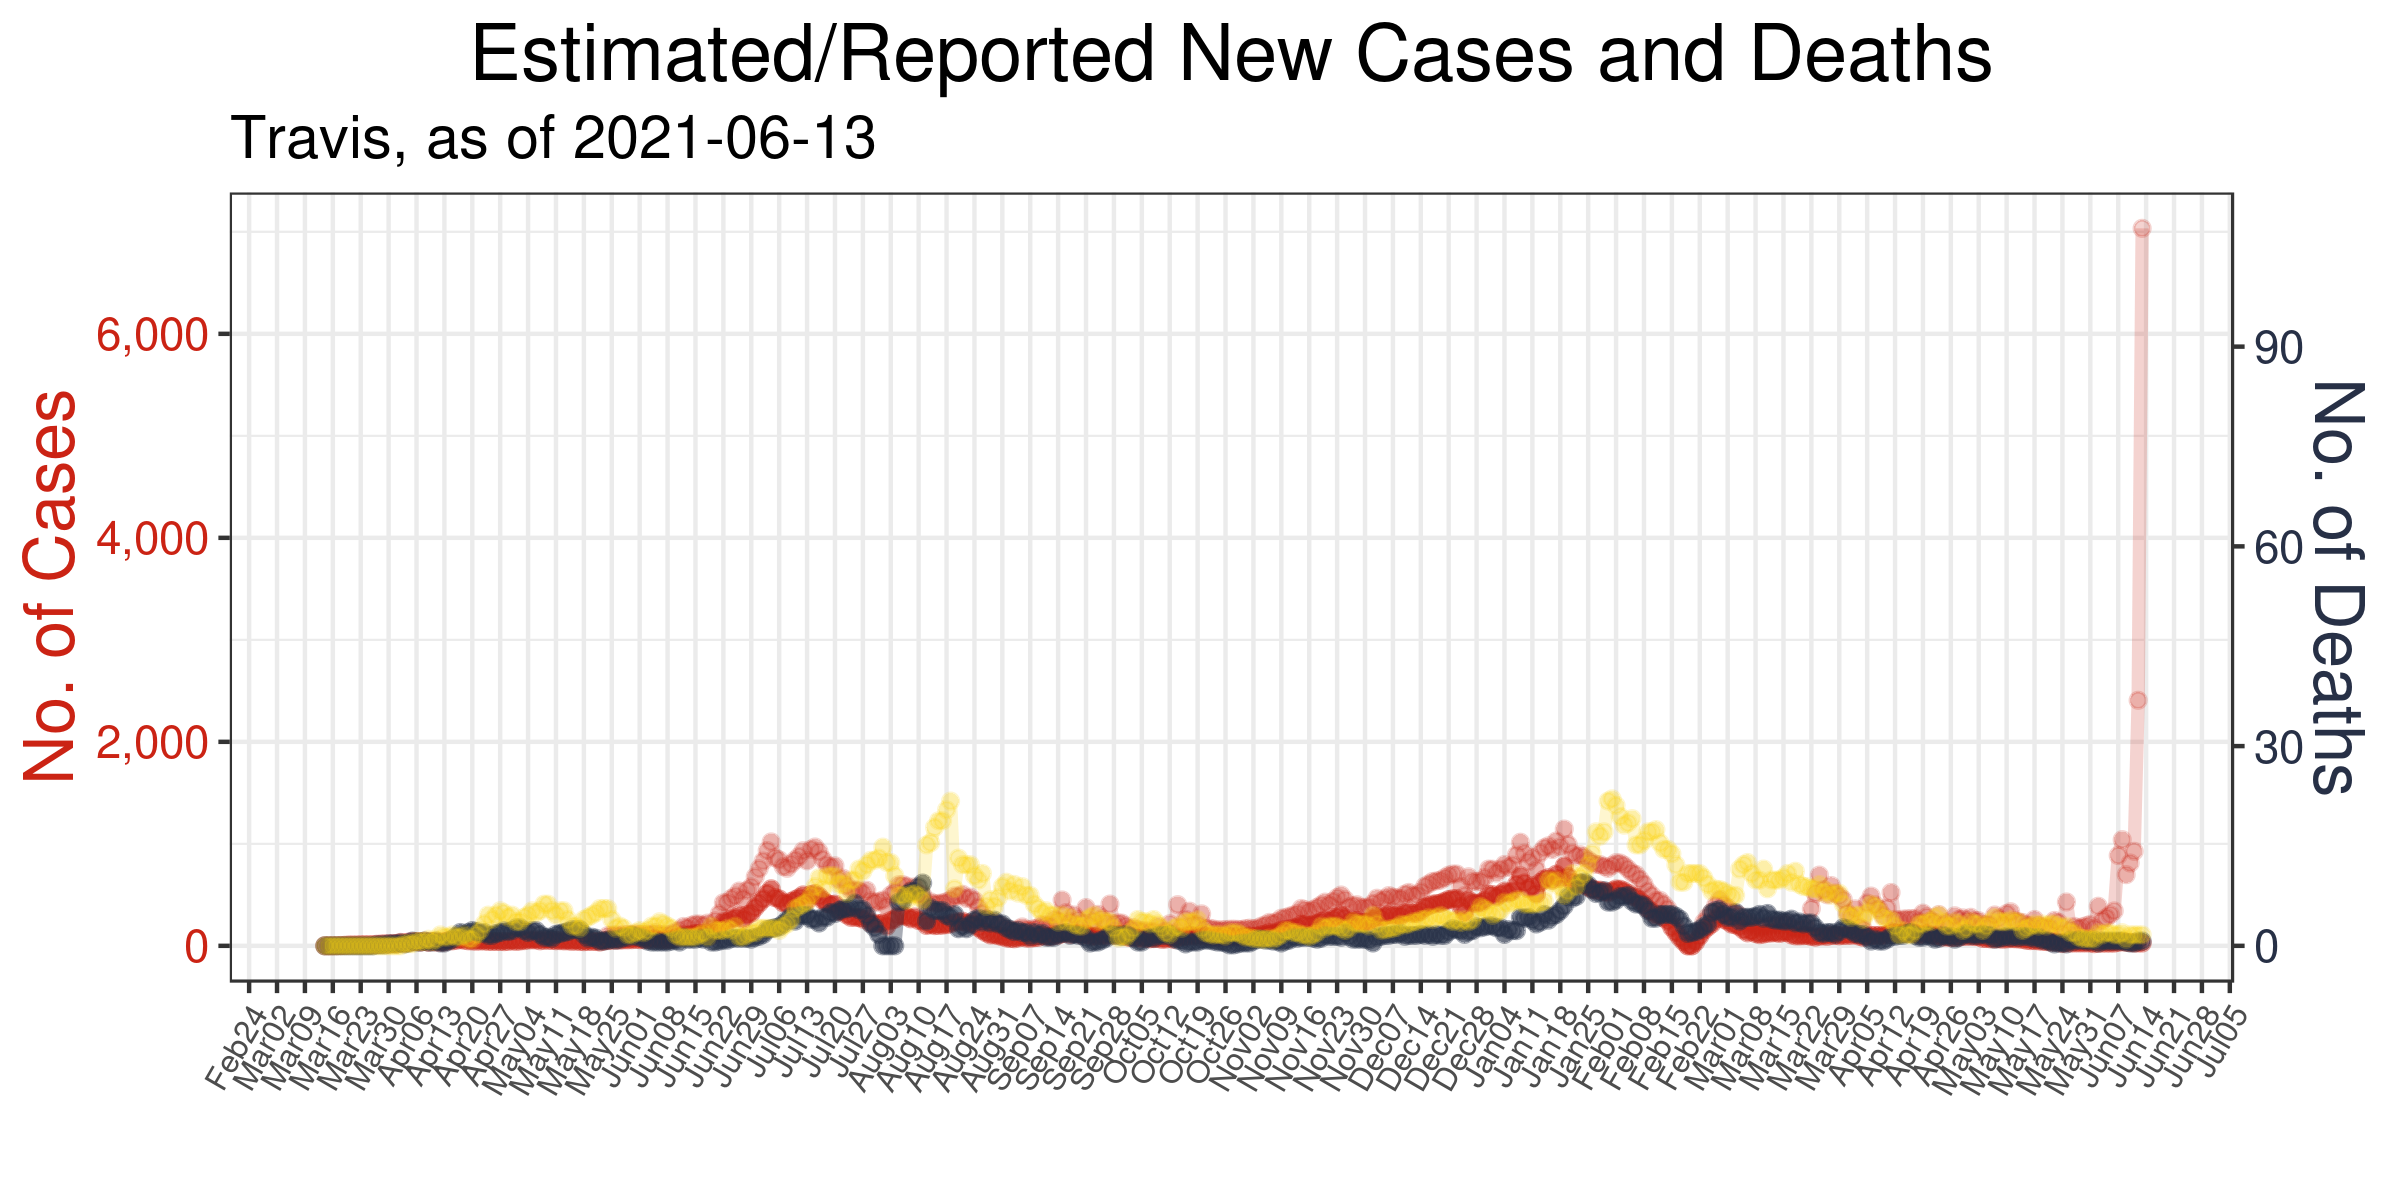 Estimated/Reported New Cases and Deaths
Travis, as of 2021-06-13
No. of Cases
6,000
4,000
2,000
0
90
60
30
0
No. of Deaths
Feb24
Mar02
Mar09
Mar16
Mar23
Mar30
Apr06
Apr13
Apr20
Apr27
May04
May11
May18
May25
Jun01
Jun08
Jun15
Jun22
Jun29
Jul06
Jul13
Jul20
Jul27
Aug03
Aug10
Aug17
Aug24
Aug31
Sep07
Sep14
Sep21
Sep28
Oct05
Oct12
Oct19
Oct26
Nov02
Nov09
Nov16
Nov23
Nov30
Dec07
Dec14
Dec21
Dec28
Jan04
Jan11
Jan18
Jan25
Feb01
Feb08
Feb15
Feb22
Mar01
Mar08
Mar15
Mar22
Mar29
Apr05
Apr12
Apr19
Apr26
May03
May10
May17
May24
May31
Jun07
Jun14
Jun21
Jun28
Jul05